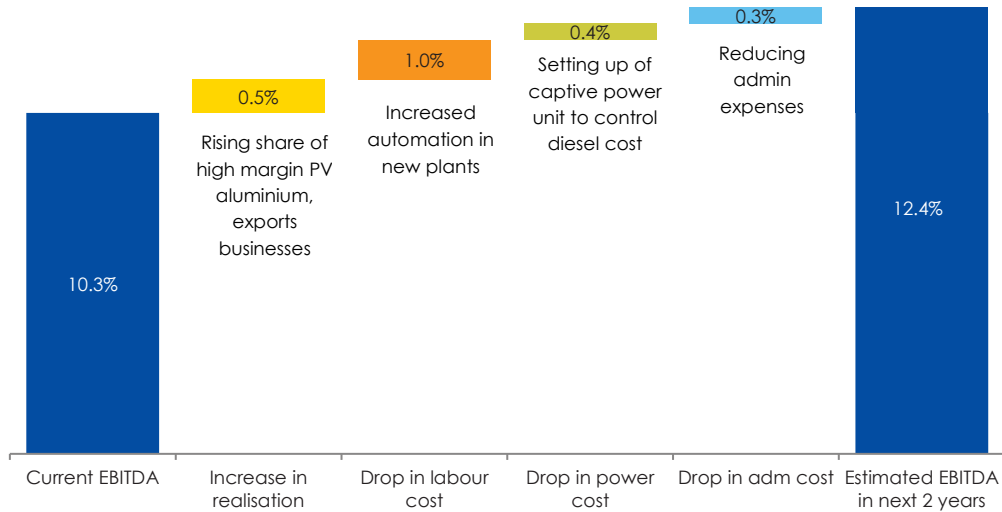 0.5%
1.0%
0.4%
0.3%
Rising share of
high margin PV
aluminium,
exports
businesses
Increased
automation in
new plants
Setting up of
captive power
unit to control
diesel cost
Reducing
admin
expenses
10.3%
12.4%
Current EBITDA
Increase in
realisation
Drop in labour
cost
Drop in power
cost
Drop in adm cost
Estimated EBITDA
in next 2 years